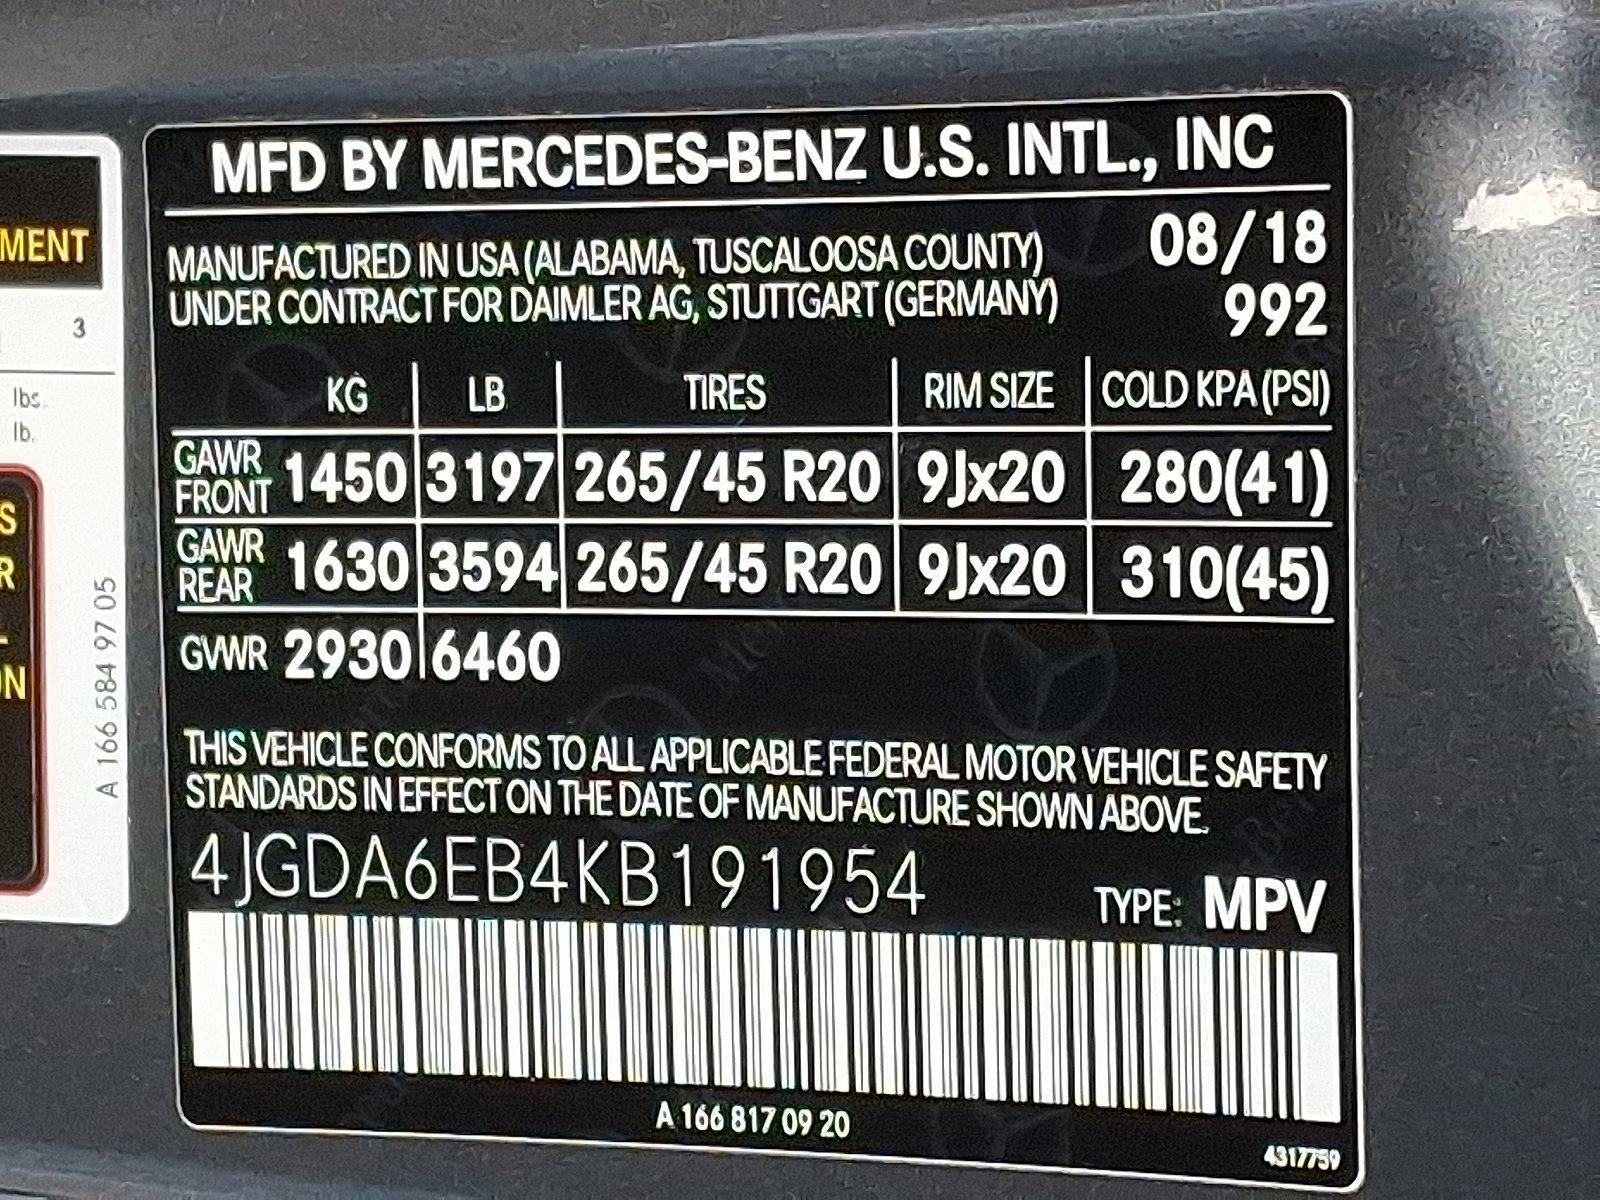 MENT
3
lbs.
lb.
S
R
ON
A 166 584 97 05
MFD BY MERCEDES-BENZ U.S. INTL., INC
MANUFACTURED IN USA (ALABAMA, TUSCALOOSA COUNTY) 08/18
UNDER CONTRACT FOR DAIMLER AG, STUTTGART (GERMANY) 992
KG LB TIRES RIM SIZE COLD KPA (PSI)
GAWR FRONT 1450 3197 265/45 R20 9Jx20 280(41)
GAWR REAR 1630 3594 265/45 R20 9Jx20 310(45)
GVWR 2930 6460
THIS VEHICLE CONFORMS TO ALL APPLICABLE FEDERAL MOTOR VEHICLE SAFETY
STANDARDS IN EFFECT ON THE DATE OF MANUFACTURE SHOWN ABOVE.
4JGDA6EB4KB191954
TYPE: MPV
A 166 817 09 20
4317759